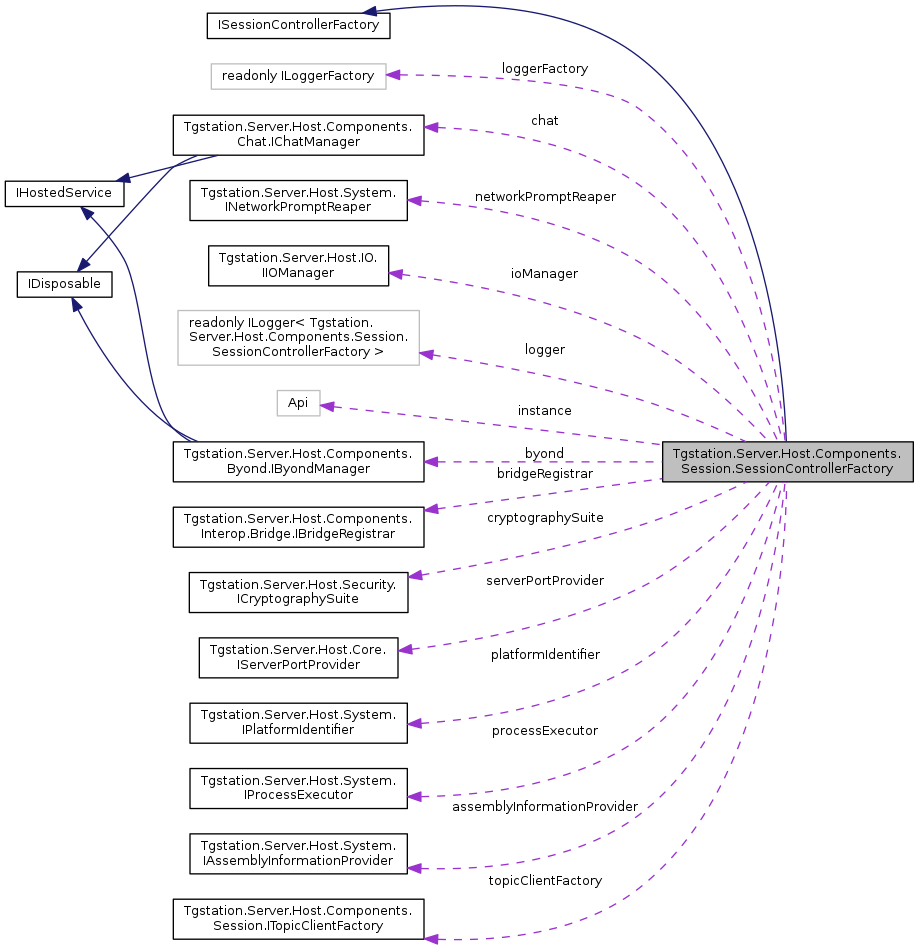 ISessionControllerFactory
loggerFactory
readonly ILoggerFactory
chat
Tgstation.Server.Host.Components.
Chat.IChatManager
IHostedService
Tgstation.Server.Host.System.
INetworkPromptReaper
networkPromptReaper
Tgstation.Server.Host.IO.
IIOManager
ioManager
IDisposable
readonly ILogger< Tgstation.
Server.Host.Components.Session.
SessionControllerFactory >
logger
Api
instance
Tgstation.Server.Host.Components.
Byond.IByondManager
byond
Tgstation.Server.Host.Components.
Session.SessionControllerFactory
bridgeRegistrar
Tgstation.Server.Host.Components.
Interop.Bridge.IBridgeRegistrar
cryptographySuite
Tgstation.Server.Host.Security.
ICryptographySuite
serverPortProvider
Tgstation.Server.Host.Core.
IServerPortProvider
platformIdentifier
Tgstation.Server.Host.System.
IPlatformIdentifier
processExecutor
Tgstation.Server.Host.System.
IProcessExecutor
assemblyInformationProvider
Tgstation.Server.Host.System.
IAssemblyInformationProvider
topicClientFactory
Tgstation.Server.Host.Components.
Session.ITopicClientFactory